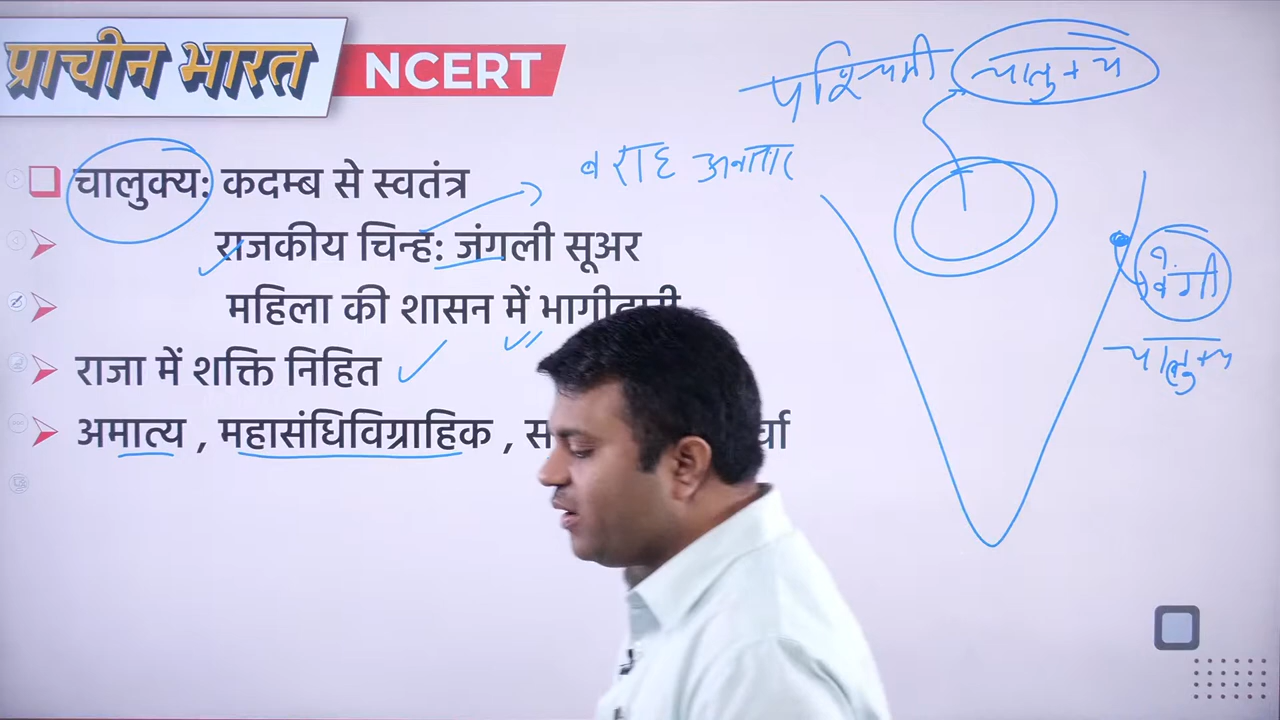 प्राचीन भारत NCERT
पश्चिमी चालुक्य
चालुक्य: कदम्ब से स्वतंत्र
वराह अवतार
राजकीय चिन्ह: जंगली सूअर
वेंगी
चालुक्य
महिला की शासन में
राजा में शक्ति निहित
अमात्य , महासंधिविग्राहिक ,